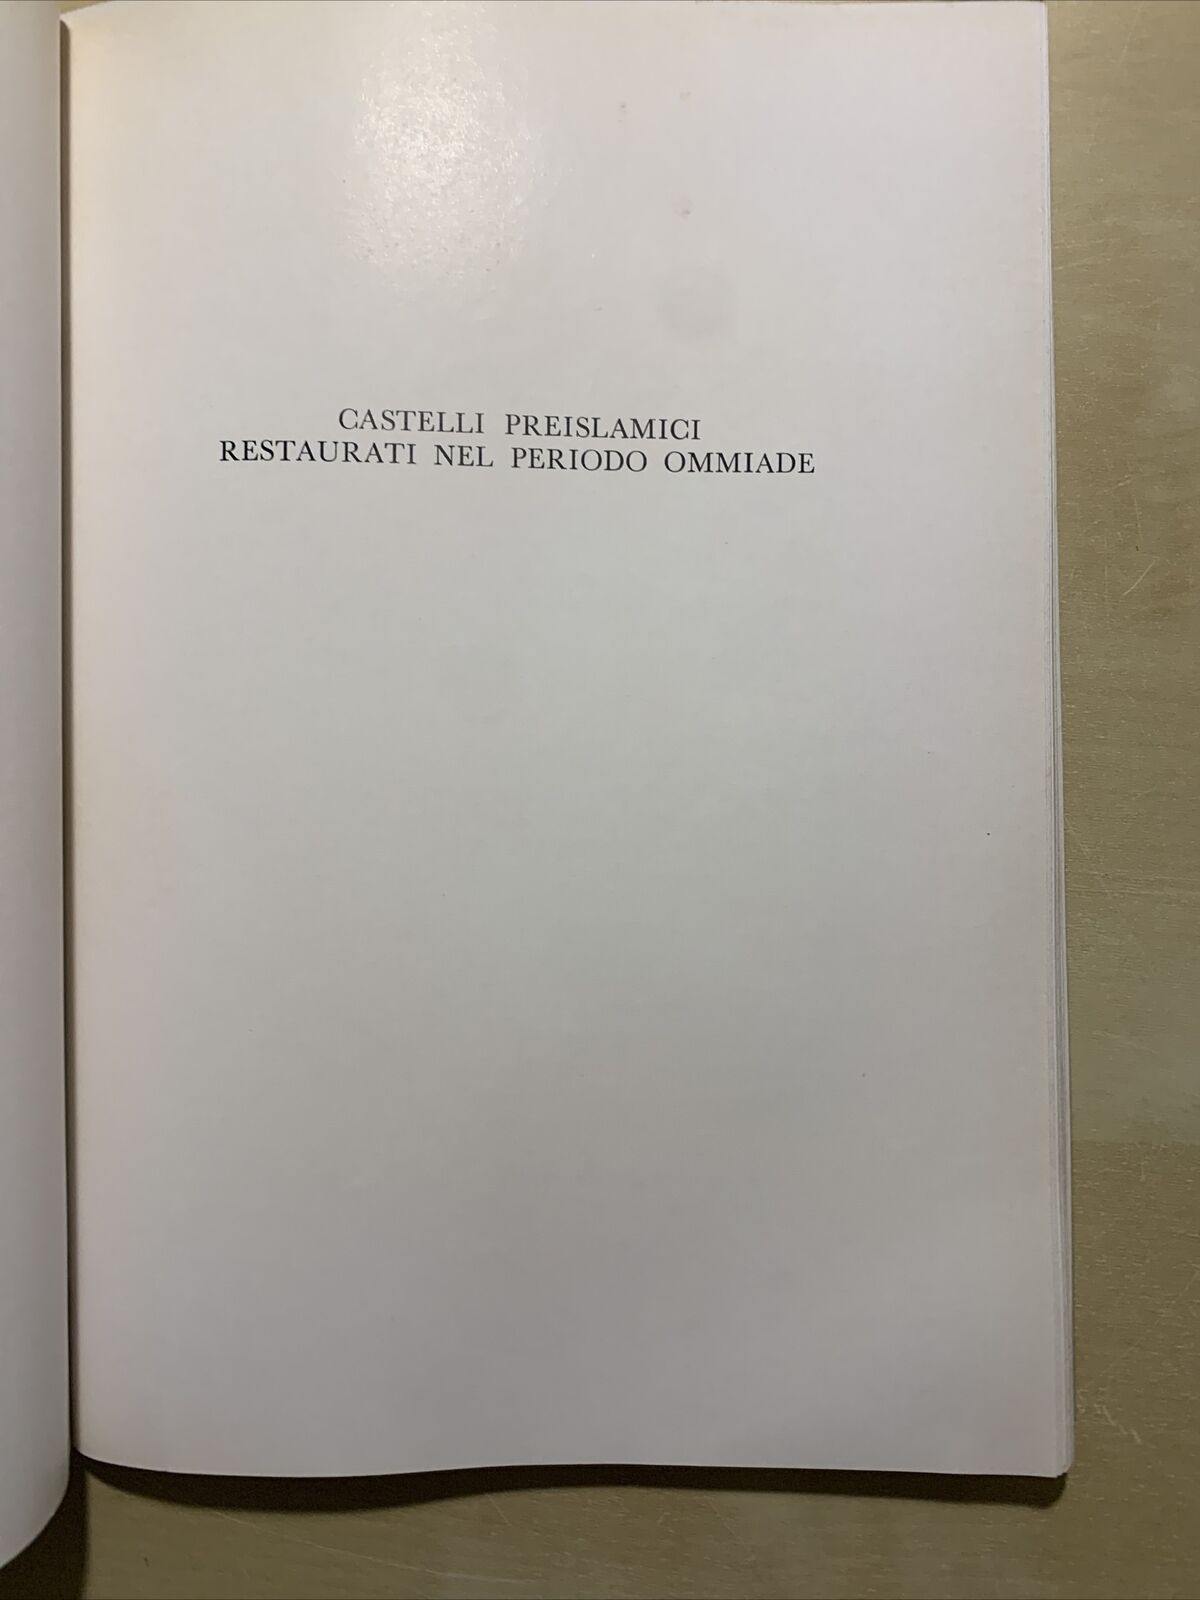 CASTELLI PREISLAMICI
RESTAURATI NEL PERIODO OMMIADE